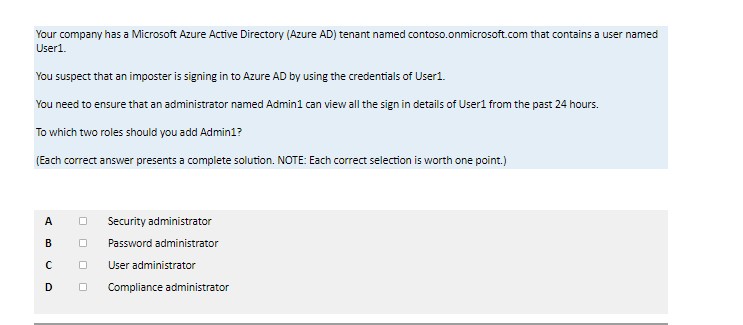 Your company has a Microsoft Azure Active Directory (Azure AD) tenant named contoso.onmicrosoft.com that contains a user named
User1.
You suspect that an imposter is signing in to Azure AD by using the credentials of User1.
You need to ensure that an administrator named Admin1 can view all the sign in details of User1 from the past 24 hours.
To which two roles should you add Admin1?
(Each correct answer presents a complete solution. NOTE: Each correct selection is worth one point.)
A Security administrator
B Password administrator
C User administrator
D Compliance administrator